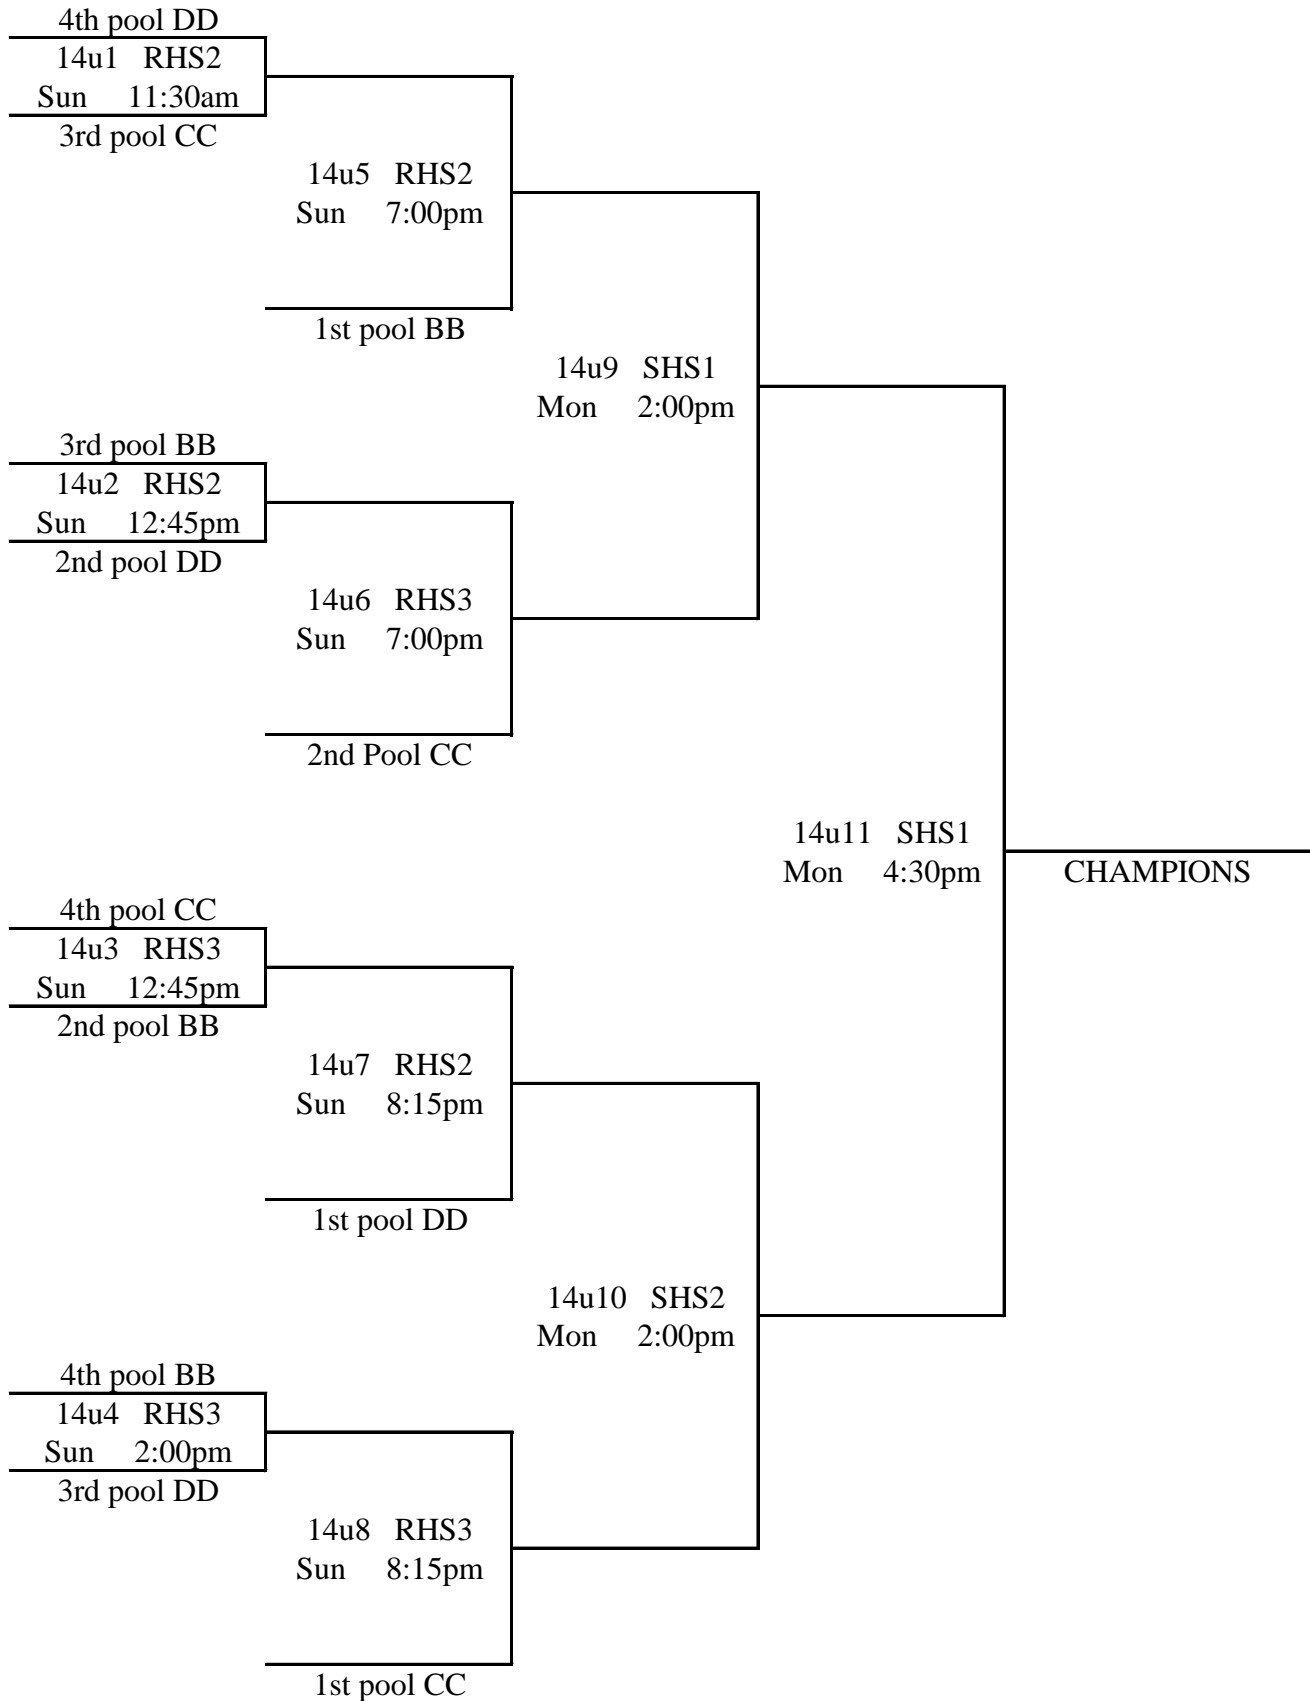 4th pool DD
14u1 RHS2
Sun 11:30am
3rd pool CC
14u5 RHS2
Sun 7:00pm
1st pool BB
14u9 SHS1
Mon 2:00pm
3rd pool BB
14u2 RHS2
Sun 12:45pm
2nd pool DD
14u6 RHS3
Sun 7:00pm
2nd Pool CC
14u11 SHS1
Mon 4:30pm
CHAMPIONS
4th pool CC
14u3 RHS3
Sun 12:45pm
2nd pool BB
14u7 RHS2
Sun 8:15pm
1st pool DD
14u10 SHS2
Mon 2:00pm
4th pool BB
14u4 RHS3
Sun 2:00pm
3rd pool DD
14u8 RHS3
Sun 8:15pm
1st pool CC